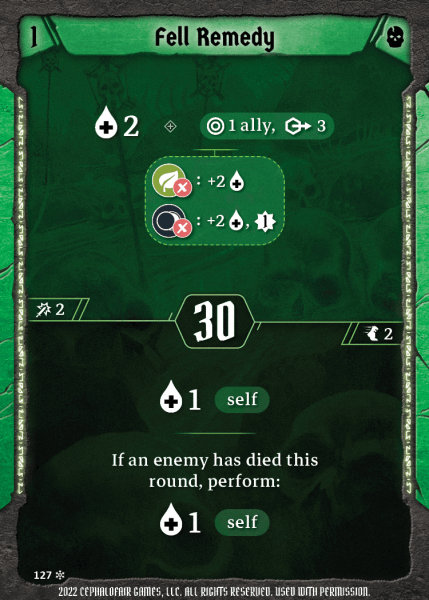 1 Fell Remedy
2 1 ally, 3
: +2
: +2 ,
2
30
2
1 self
If an enemy has died this
round, perform:
1 self
127
2022 CEPHALOFAIR GAMES, LLC. ALL RIGHTS RESERVED. USED WITH PERMISSION.